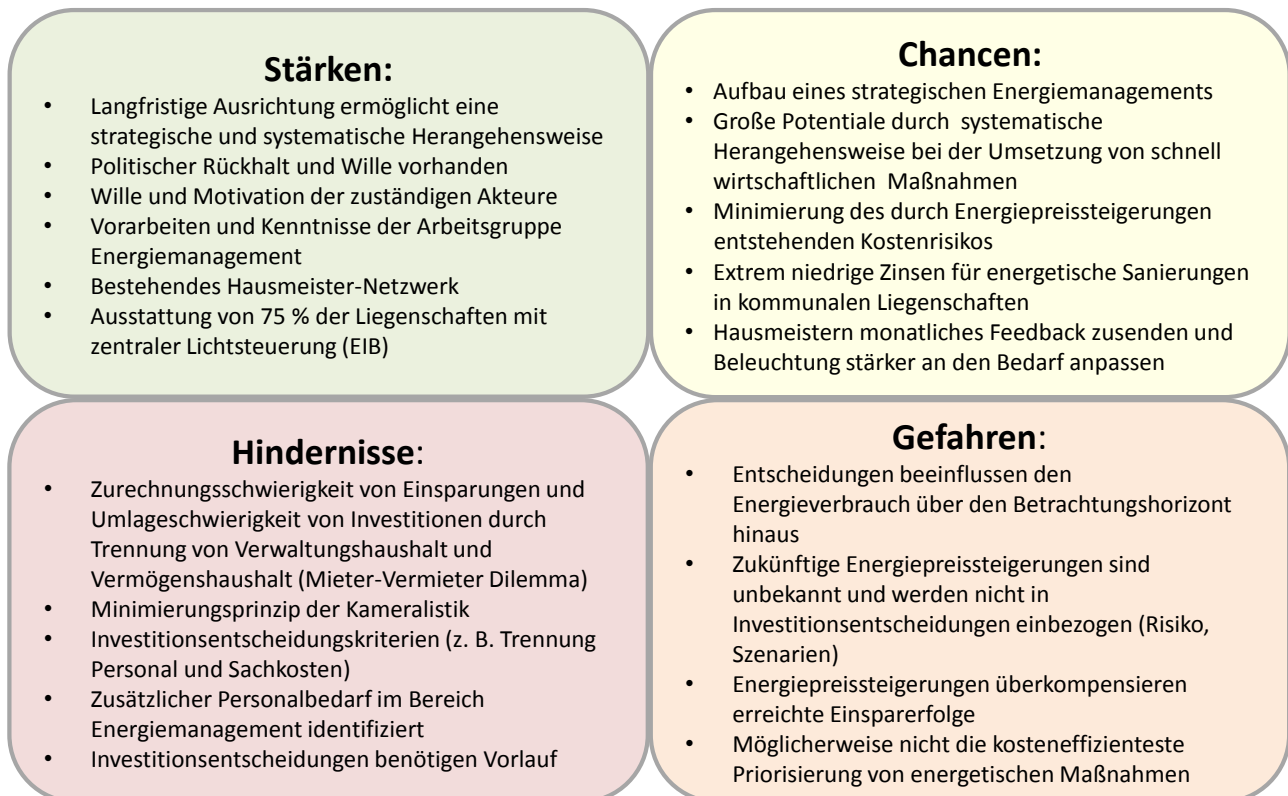 Stärken:
• Langfristige Ausrichtung ermöglicht eine
strategische und systematische Herangehensweise
• Politischer Rückhalt und Wille vorhanden
• Wille und Motivation der zuständigen Akteure
• Vorarbeiten und Kenntnisse der Arbeitsgruppe
Energiemanagement
• Bestehendes Hausmeister-Netzwerk
• Ausstattung von 75 % der Liegenschaften mit
zentraler Lichtsteuerung (EIB)
Chancen:
• Aufbau eines strategischen Energiemanagements
• Große Potentiale durch systematische
Herangehensweise bei der Umsetzung von schnell
wirtschaftlichen Maßnahmen
• Minimierung des durch Energiepreissteigerungen
entstehenden Kostenrisikos
• Extrem niedrige Zinsen für energetische Sanierungen
in kommunalen Liegenschaften
• Hausmeistern monatliches Feedback zusenden und
Beleuchtung stärker an den Bedarf anpassen
Hindernisse:
• Zurechnungsschwierigkeit von Einsparungen und
Umlageschwierigkeit von Investitionen durch
Trennung von Verwaltungshaushalt und
Vermögenshaushalt (Mieter-Vermieter Dilemma)
• Minimierungsprinzip der Kameralistik
• Investitionsentscheidungskriterien (z. B. Trennung
Personal und Sachkosten)
• Zusätzlicher Personalbedarf im Bereich
Energiemanagement identifiziert
• Investitionsentscheidungen benötigen Vorlauf
Gefahren:
• Entscheidungen beeinflussen den
Energieverbrauch über den Betrachtungshorizont
hinaus
• Zukünftige Energiepreissteigerungen sind
unbekannt und werden nicht in
Investitionsentscheidungen einbezogen (Risiko,
Szenarien)
• Energiepreissteigerungen überkompensieren
erreichte Einsparerfolge
• Möglicherweise nicht die kosteneffizienteste
Priorisierung von energetischen Maßnahmen